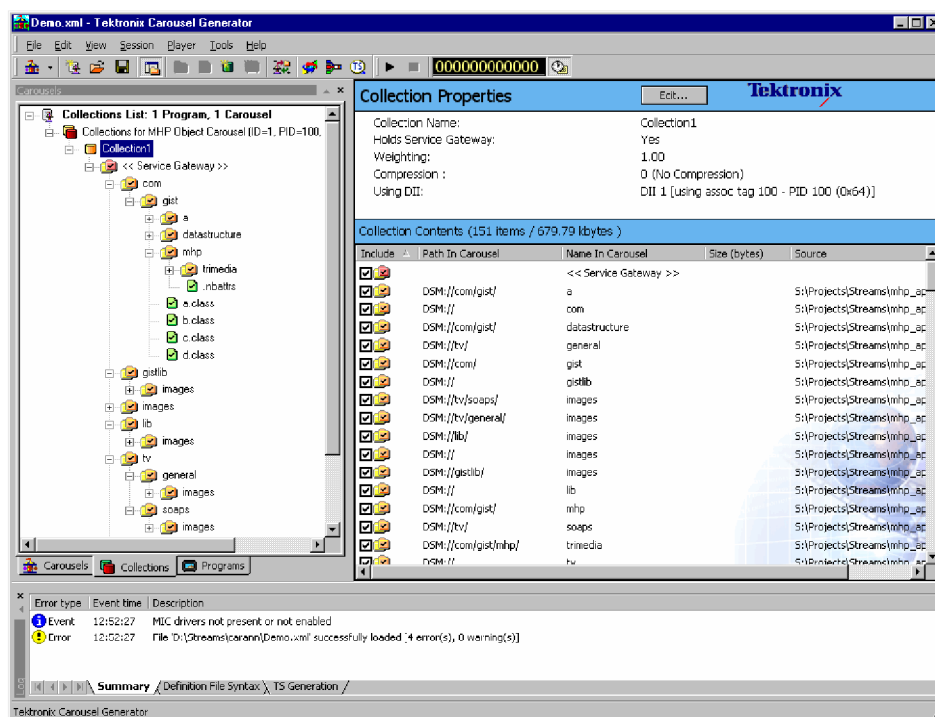 Demo.xml - Tektronix Carousel Generator
File Edit View Session Player Tools Help
000000000000
Carousels
Collections List: 1 Program, 1 Carousel
Collections for MHP Object Carousel (ID=1, PID=100,
Collection1
<< Service Gateway >>
com
gist
a
datastructure
mhp
trimedia
.nbattrs
a.class
b.class
c.class
d.class
gistlib
images
images
lib
images
tv
general
images
soaps
images
Carousels Collections Programs
Collection Properties Edit... Tektronix
Collection Name: Collection1
Holds Service Gateway: Yes
Weighting: 1.00
Compression : 0 (No Compression)
Using DII: DII 1 [using assoc tag 100 - PID 100 (0x64)]
Collection Contents (151 items / 679.79 kbytes )
Include Path In Carousel Name In Carousel Size (bytes) Source
<< Service Gateway >>
DSM://com/gist/ a S:\Projects\Streams\mhp_ap
DSM:// com S:\Projects\Streams\mhp_ap
DSM://com/gist/ datastructure S:\Projects\Streams\mhp_ap
DSM://tv/ general S:\Projects\Streams\mhp_ap
DSM://com/ gist S:\Projects\Streams\mhp_ap
DSM:// gistlib S:\Projects\Streams\mhp_ap
DSM://tv/soaps/ images S:\Projects\Streams\mhp_ap
DSM://tv/general/ images S:\Projects\Streams\mhp_ap
DSM://lib/ images S:\Projects\Streams\mhp_ap
DSM:// images S:\Projects\Streams\mhp_ap
DSM://gistlib/ images S:\Projects\Streams\mhp_ap
DSM:// lib S:\Projects\Streams\mhp_ap
DSM://com/gist/ mhp S:\Projects\Streams\mhp_ap
DSM://tv/ soaps S:\Projects\Streams\mhp_ap
DSM://com/gist/mhp/ trimedia S:\Projects\Streams\mhp_ap
DSM:// tv S:\Projects\Streams\mhp_ap
Error type Event time Description
Event 12:52:27 MIC drivers not present or not enabled
Error 12:52:27 File 'D:\Streams\carann\Demo.xml' successfully loaded [4 error(s), 0 warning(s)]
Log
Summary Definition File Syntax TS Generation
Tektronix Carousel Generator